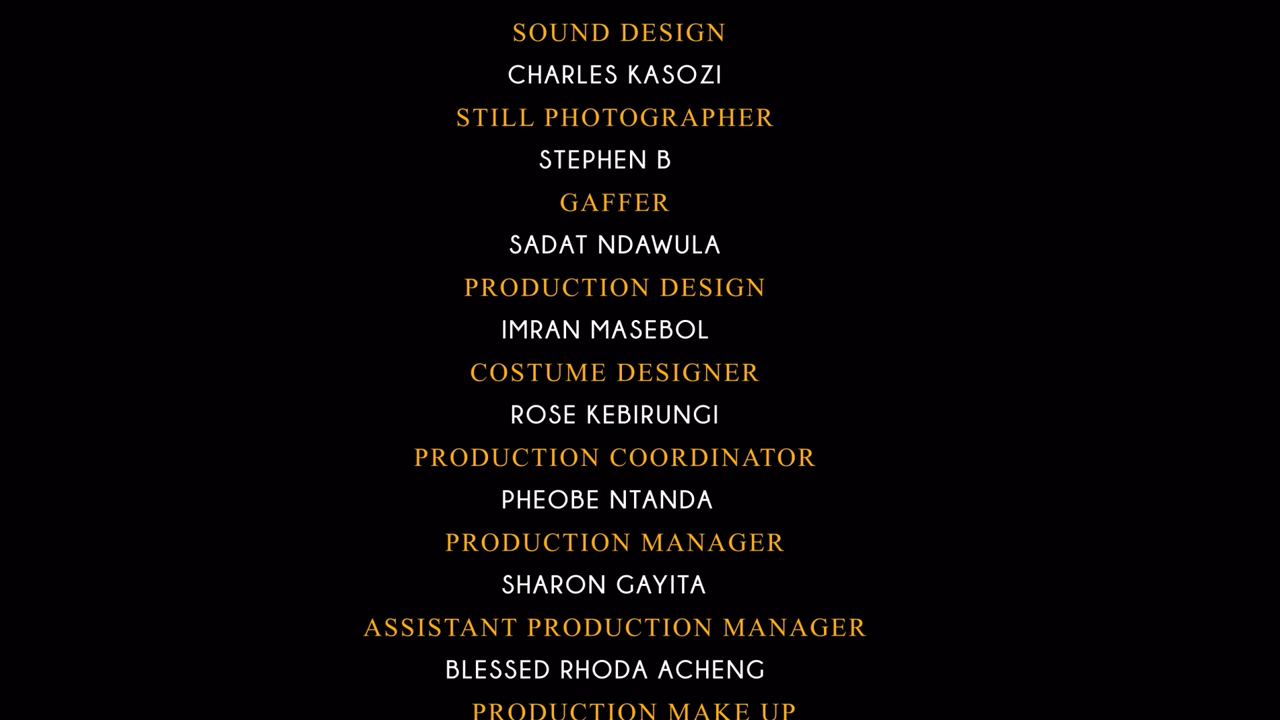 SOUND DESIGN
CHARLES KASOZI
STILL PHOTOGRAPHER
STEPHEN B
GAFFER
SADAT NDAWULA
PRODUCTION DESIGN
IMRAN MASEBOL
COSTUME DESIGNER
ROSE KEBIRUNGI
PRODUCTION COORDINATOR
PHEOBE NTANDA
PRODUCTION MANAGER
SHARON GAYITA
ASSISTANT PRODUCTION MANAGER
BLESSED RHODA ACHENG
PRODUCTION MAKE UP